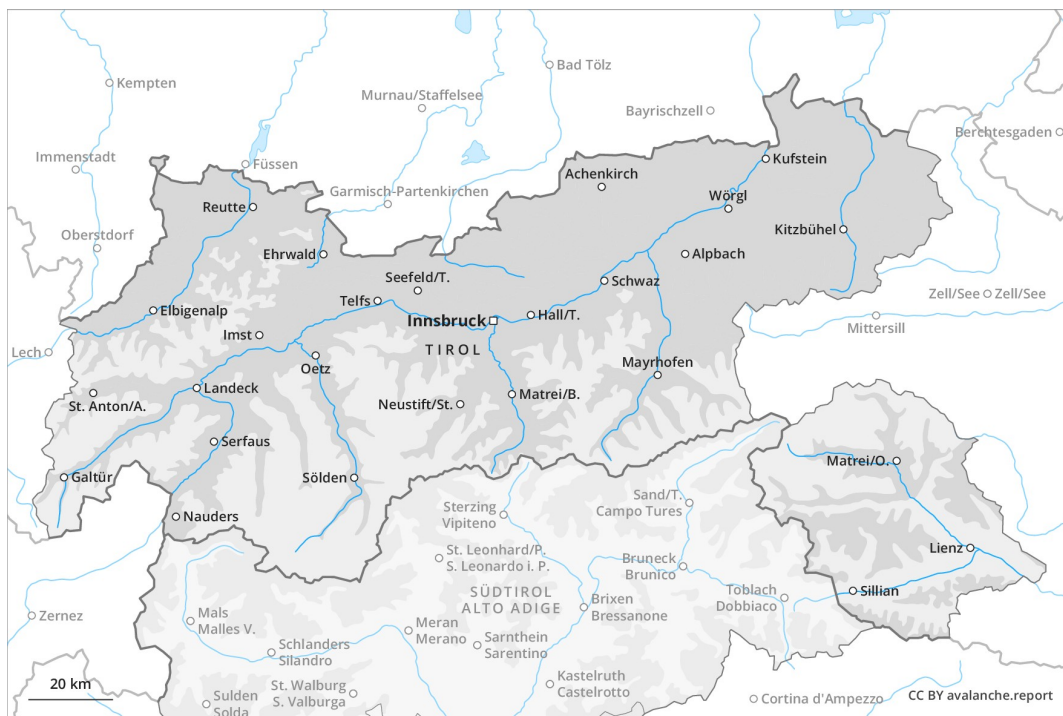 Kempten
Bad Tölz
Murnau/Staffelsee
Bayrischzell
Berchtesgaden
Immenstadt
Füssen
Kufstein
Garmisch-Partenkirchen
Achenkirch
Reutte
Wörgl
Kitzbühel
Oberstdorf
Ehrwald
Alpbach
Seefeld/T.
Schwaz
Telfs
Zell/See
Zell/See
Elbigenalp
Innsbruck
Hall/T.
Mittersill
Imst
TIROL
Lech
Oetz
Mayrhofen
Landeck
St. Anton/A.
Neustift/St.
Matrei/B.
Serfaus
Matrei/O.
Galtür
Sölden
Sand/T.
Campo Tures
Sterzing
Vipiteno
Nauders
Lienz
St. Leonhard/P.
S. Leonardo i. P.
Bruneck
Brunico
SÜDTIROL
ALTO ADIGE
Sillian
Toblach
Dobbiaco
Brixen
Bressanone
Zernez
Mals
Malles V.
Meran
Merano
Sarnthein
Sarentino
Schlanders
Silandro
Kastelruth
Castelrotto
20 km
St. Walburg
S. Valburga
Sulden
Solda
Cortina d'Ampezzo
CC BY avalanche.report